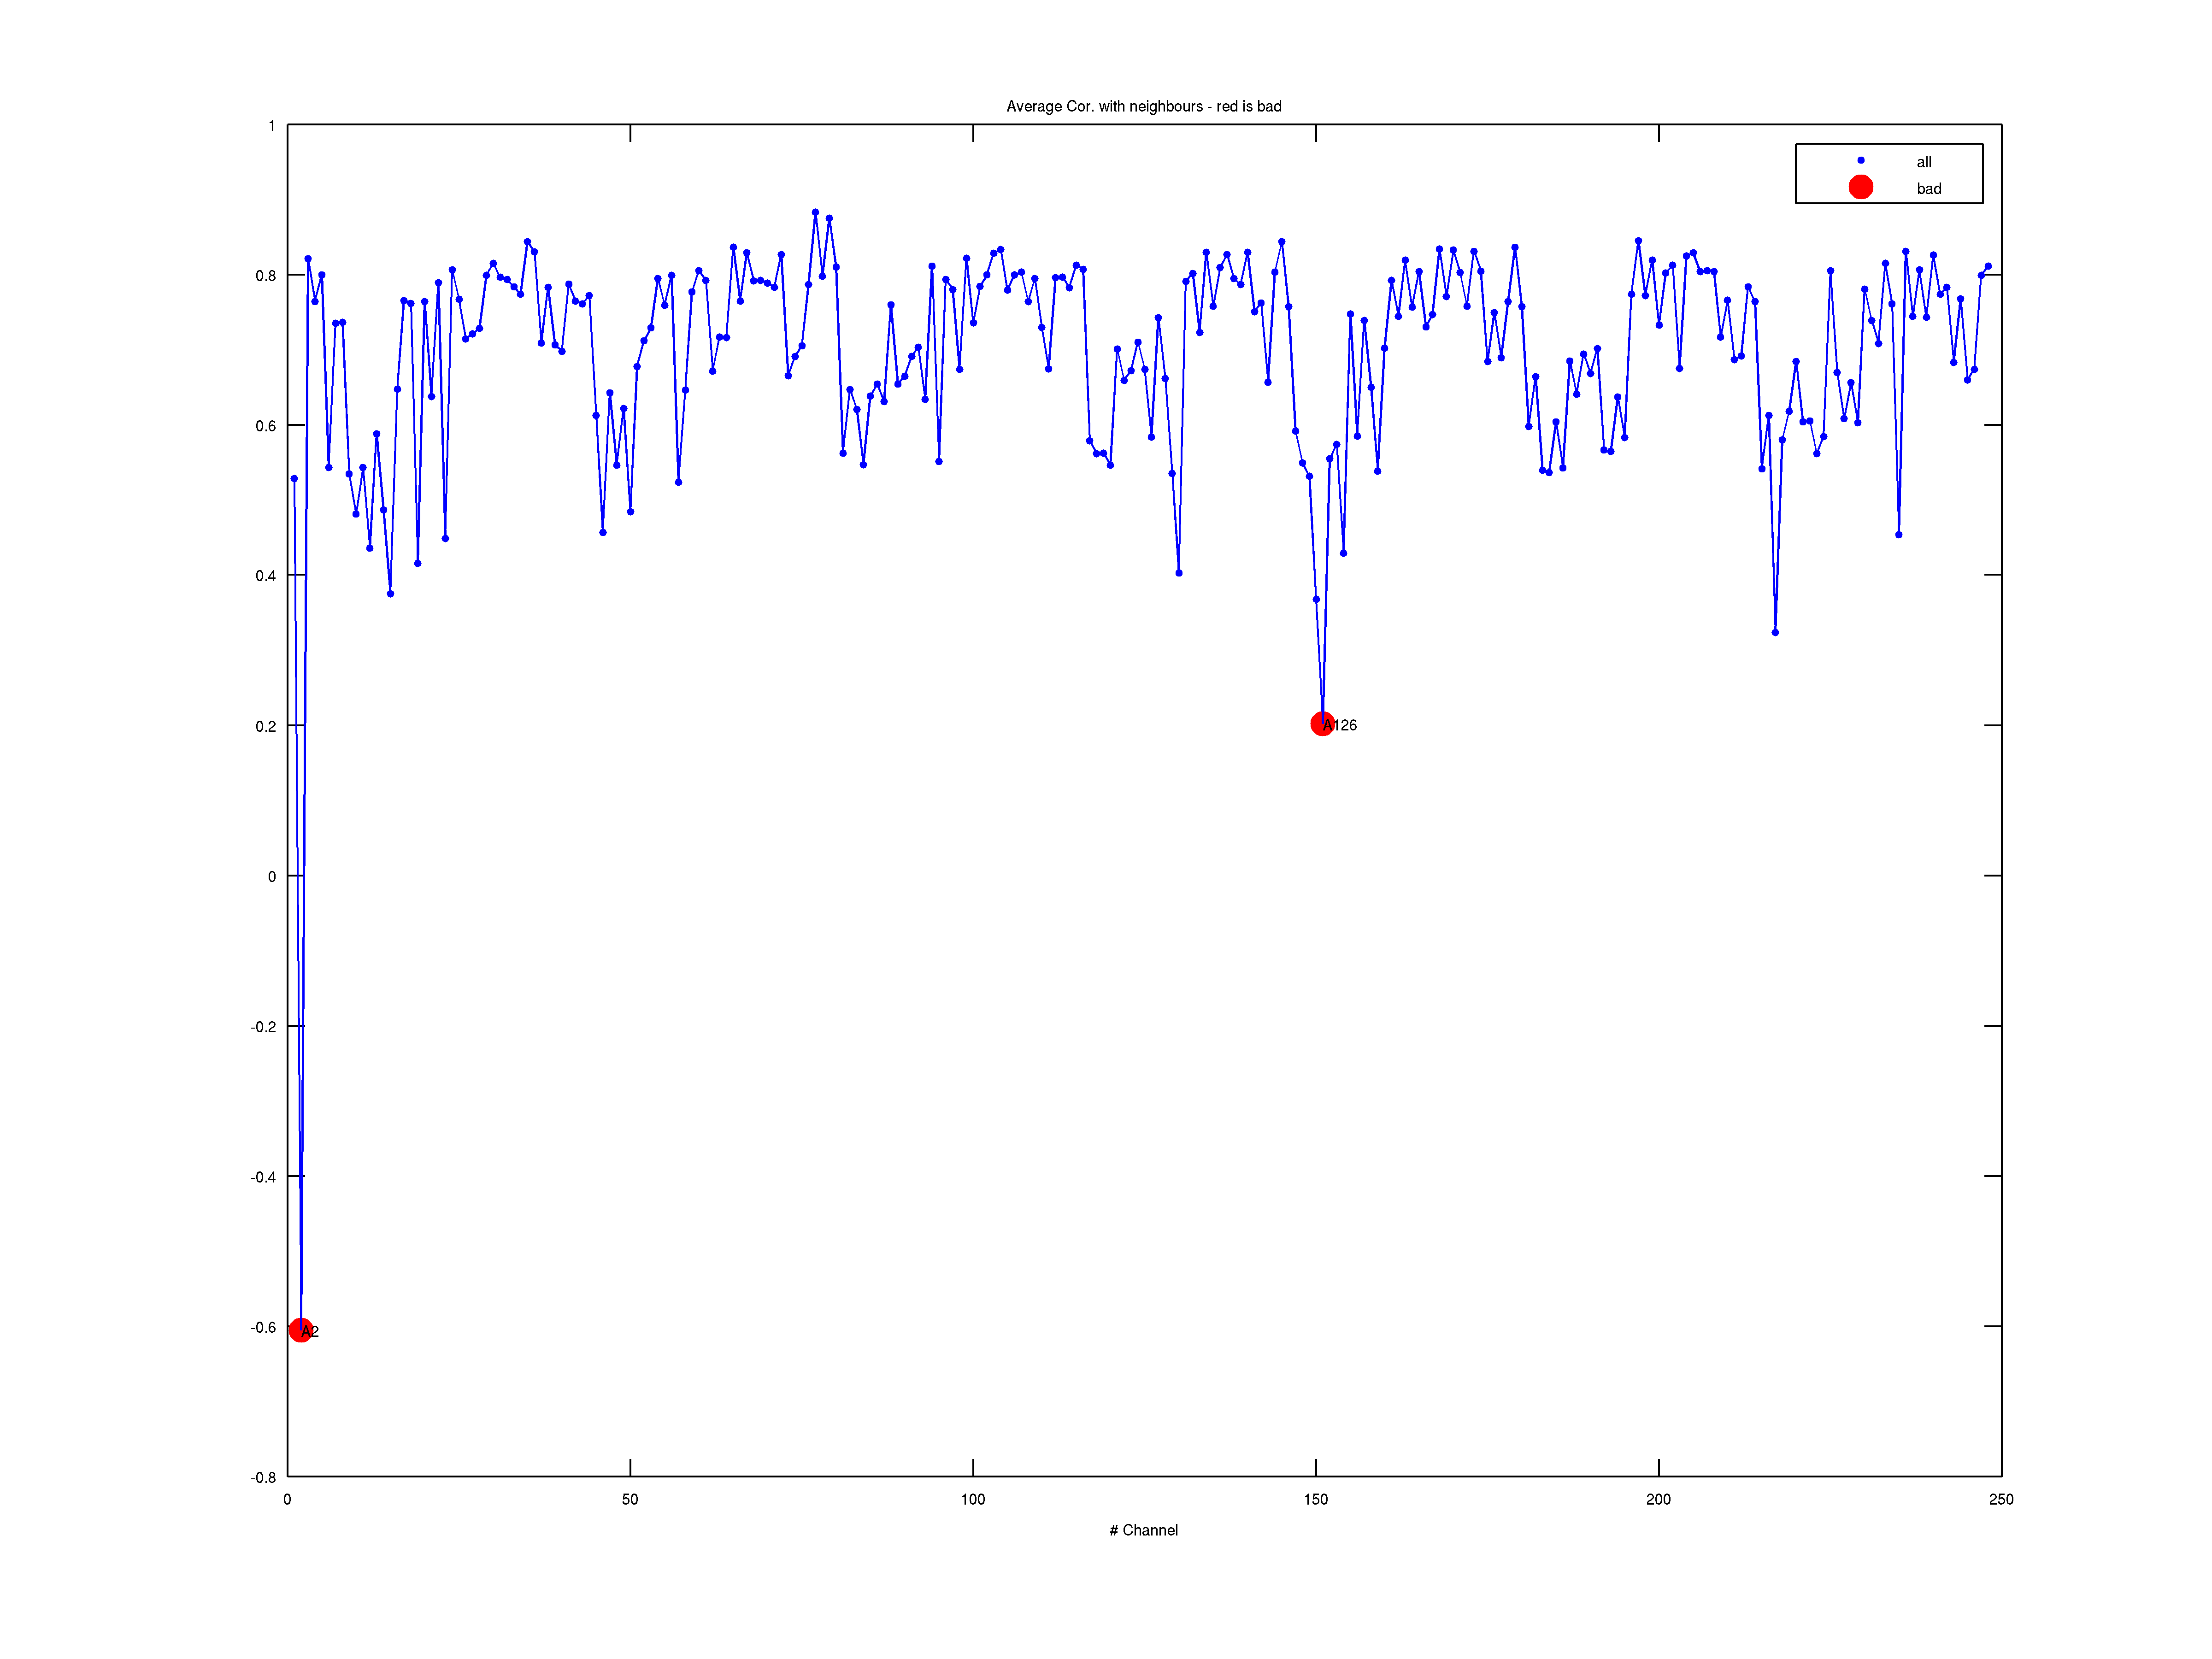 Average Cor. with neighbours - red is bad
1
all
bad
0.8
0.6
0.4
0.2
A126
0
-0.2
-0.4
-0.6
A2
-0.8
0 50 100 150 200 250
# Channel